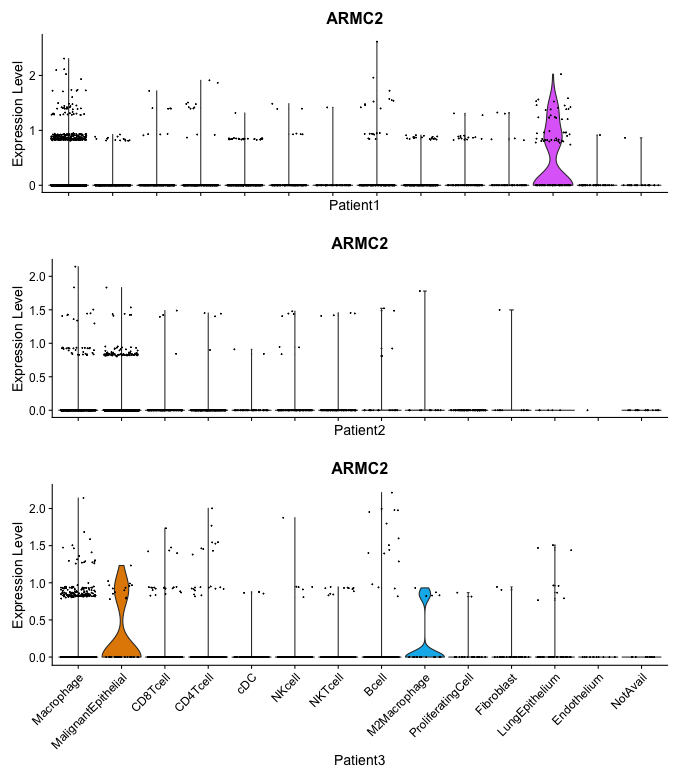 ARMC2
Expression Level
2
1
0
Patient1
ARMC2
Expression Level
2.0
1.5
1.0
0.5
0.0
Patient2
ARMC2
Expression Level
2.0
1.5
1.0
0.5
0.0
Macrophage
MalignantEpithelial
CD8Tcell
CD4Tcell
cDC
NKcell
NKTcell
Bcell
M2Macrophage
ProliferatingCell
Fibroblast
LungEpithelium
Endothelium
NotAvail
Patient3